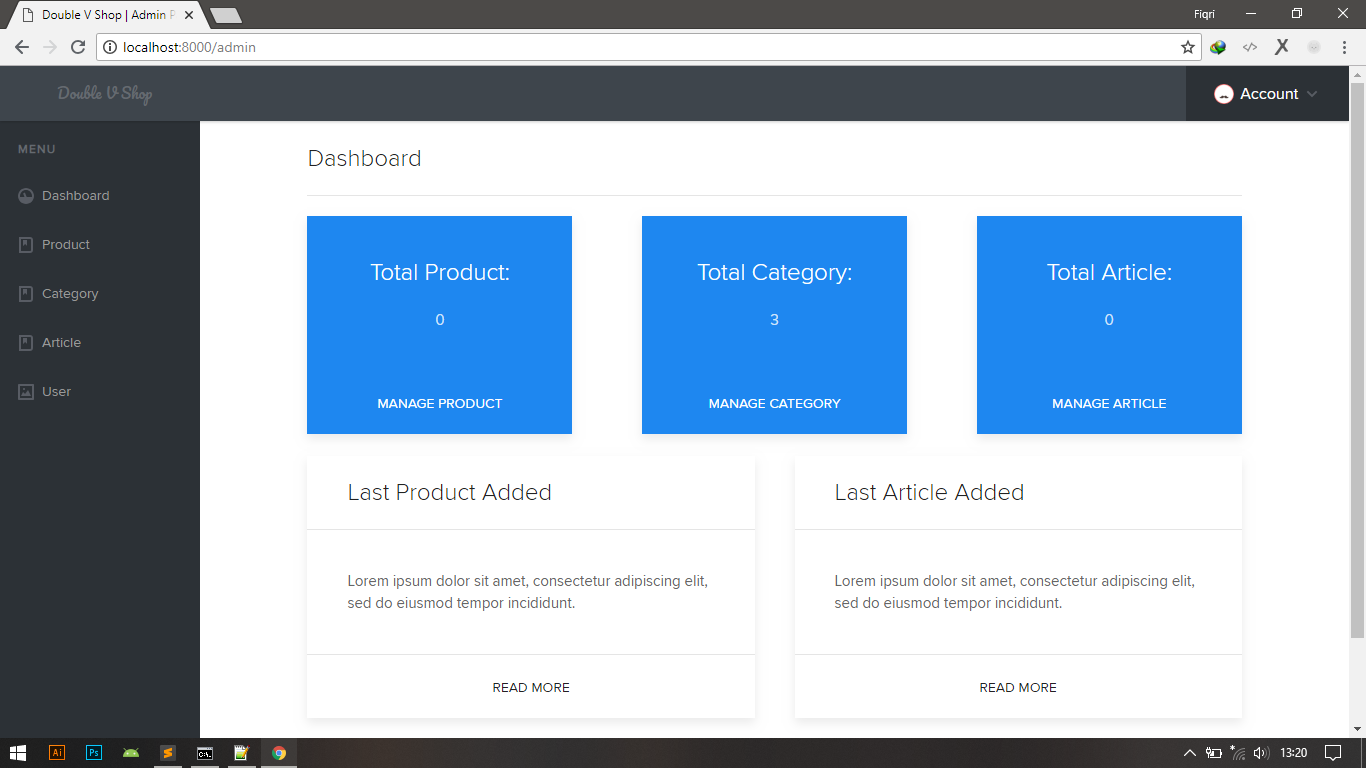 Double V Shop | Admin P
Fiqri
localhost:8000/admin
Double V Shop
Account
MENU
Dashboard
Product
Category
Article
User
Dashboard
Total Product:
0
MANAGE PRODUCT
Total Category:
3
MANAGE CATEGORY
Total Article:
0
MANAGE ARTICLE
Last Product Added
Lorem ipsum dolor sit amet, consectetur adipiscing elit,
sed do eiusmod tempor incididunt.
READ MORE
Last Article Added
Lorem ipsum dolor sit amet, consectetur adipiscing elit,
sed do eiusmod tempor incididunt.
READ MORE
Ai
Ps
C:\.
13:20